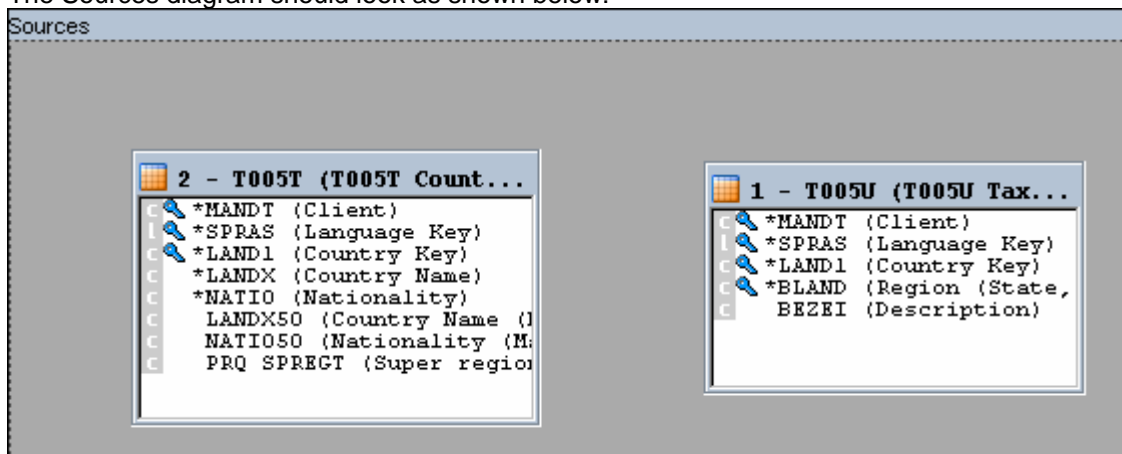 The Sources diagram should look as shown below.
Sources
2 - T005T (T005T Count...
c *MANDT (Client)
l *SPRAS (Language Key)
c *LAND1 (Country Key)
c *LANDX (Country Name)
c *NATIO (Nationality)
c LANDX50 (Country Name (
c NATIO50 (Nationality (M
c PRQ SPREGT (Super region
1 - T005U (T005U Tax...
c *MANDT (Client)
l *SPRAS (Language Key)
c *LAND1 (Country Key)
c *BLAND (Region (State,
c BEZEI (Description)